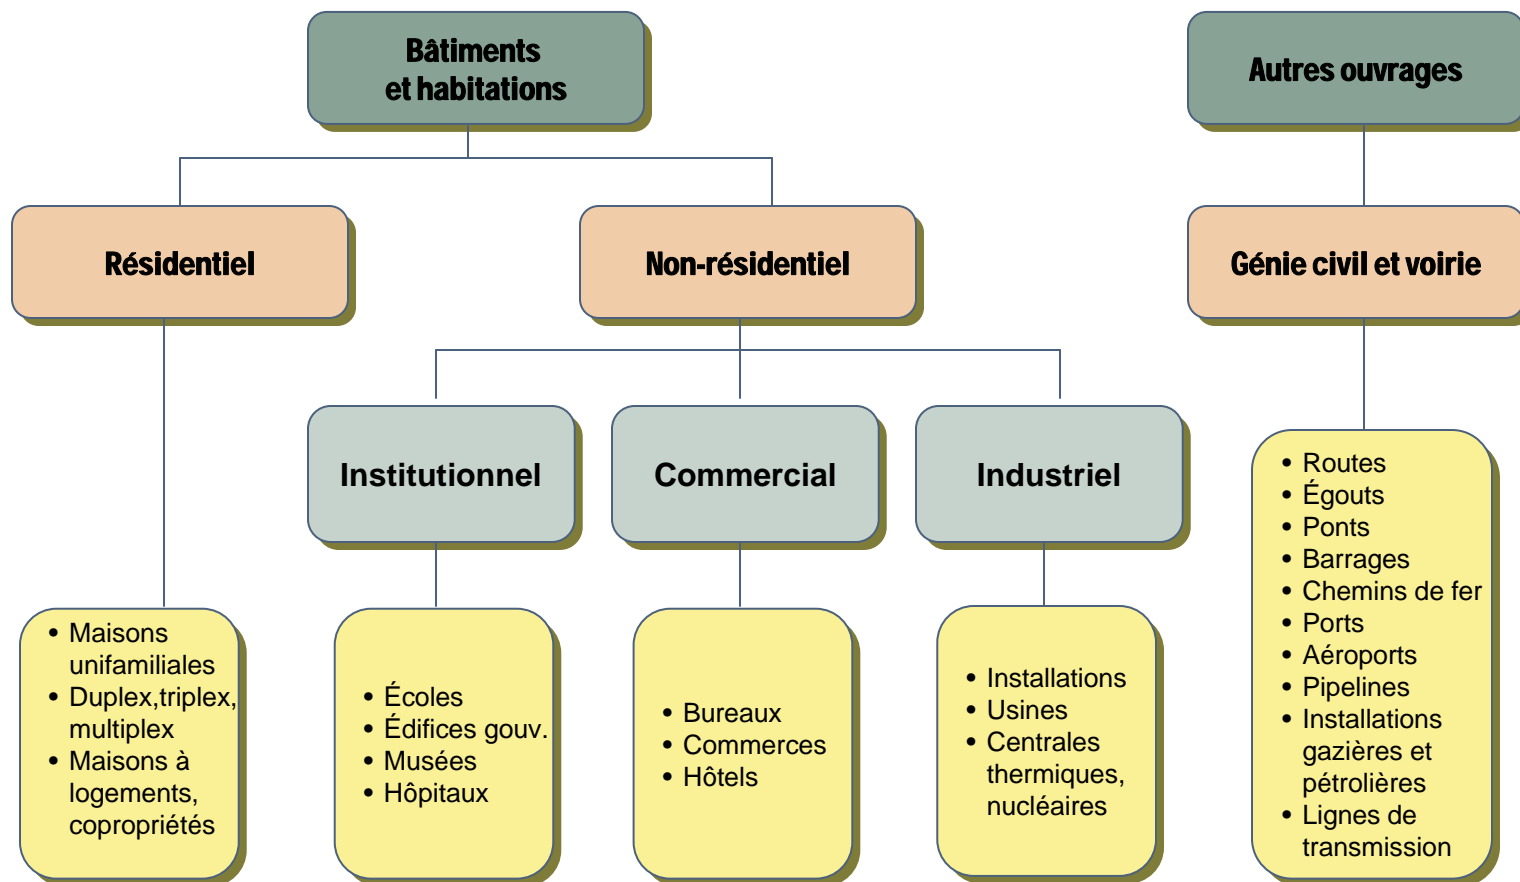 Bâtiments
et habitations
Autres ouvrages
Résidentiel
Non-résidentiel
Génie civil et voirie
Institutionnel
Commercial
Industriel
• Maisons
unifamiliales
• Duplex,triplex,
multiplex
• Maisons à
logements,
copropriétés
• Écoles
• Édifices gouv.
• Musées
• Hôpitaux
• Bureaux
• Commerces
• Hôtels
• Installations
• Usines
• Centrales
thermiques,
nucléaires
• Routes
• Égouts
• Ponts
• Barrages
• Chemins de fer
• Ports
• Aéroports
• Pipelines
• Installations
gazières et
pétrolières
• Lignes de
transmission